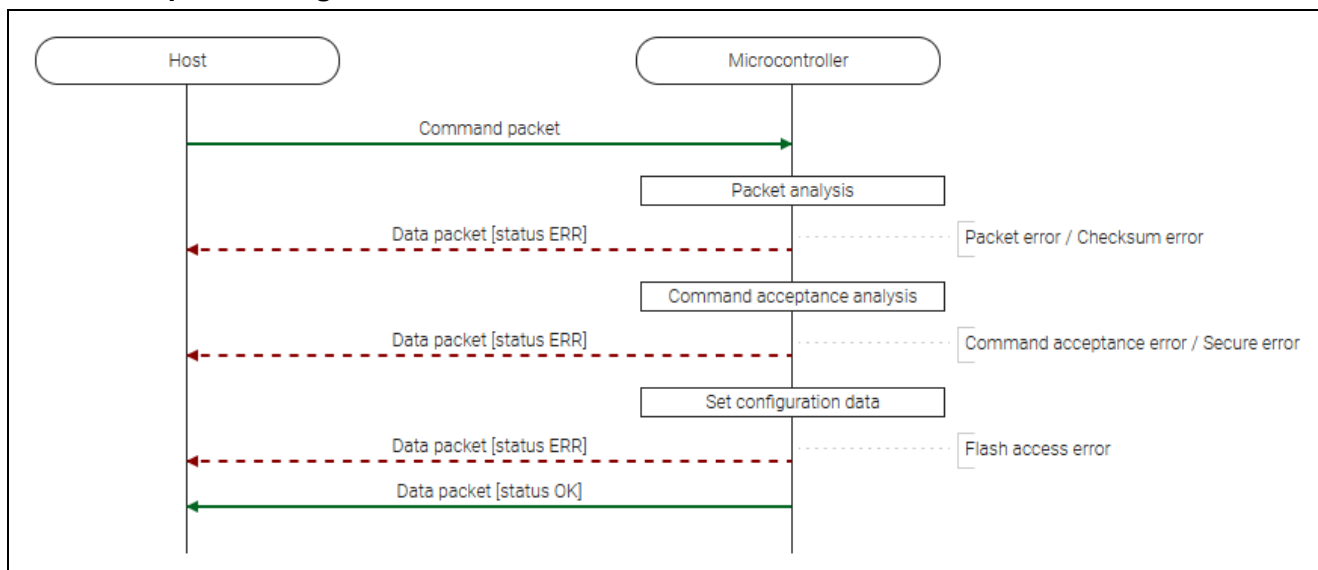 Host
Microcontroller
Command packet
Packet analysis
Data packet [status ERR]
Packet error / Checksum error
Command acceptance analysis
Data packet [status ERR]
Command acceptance error / Secure error
Set configuration data
Data packet [status ERR]
Flash access error
Data packet [status OK]